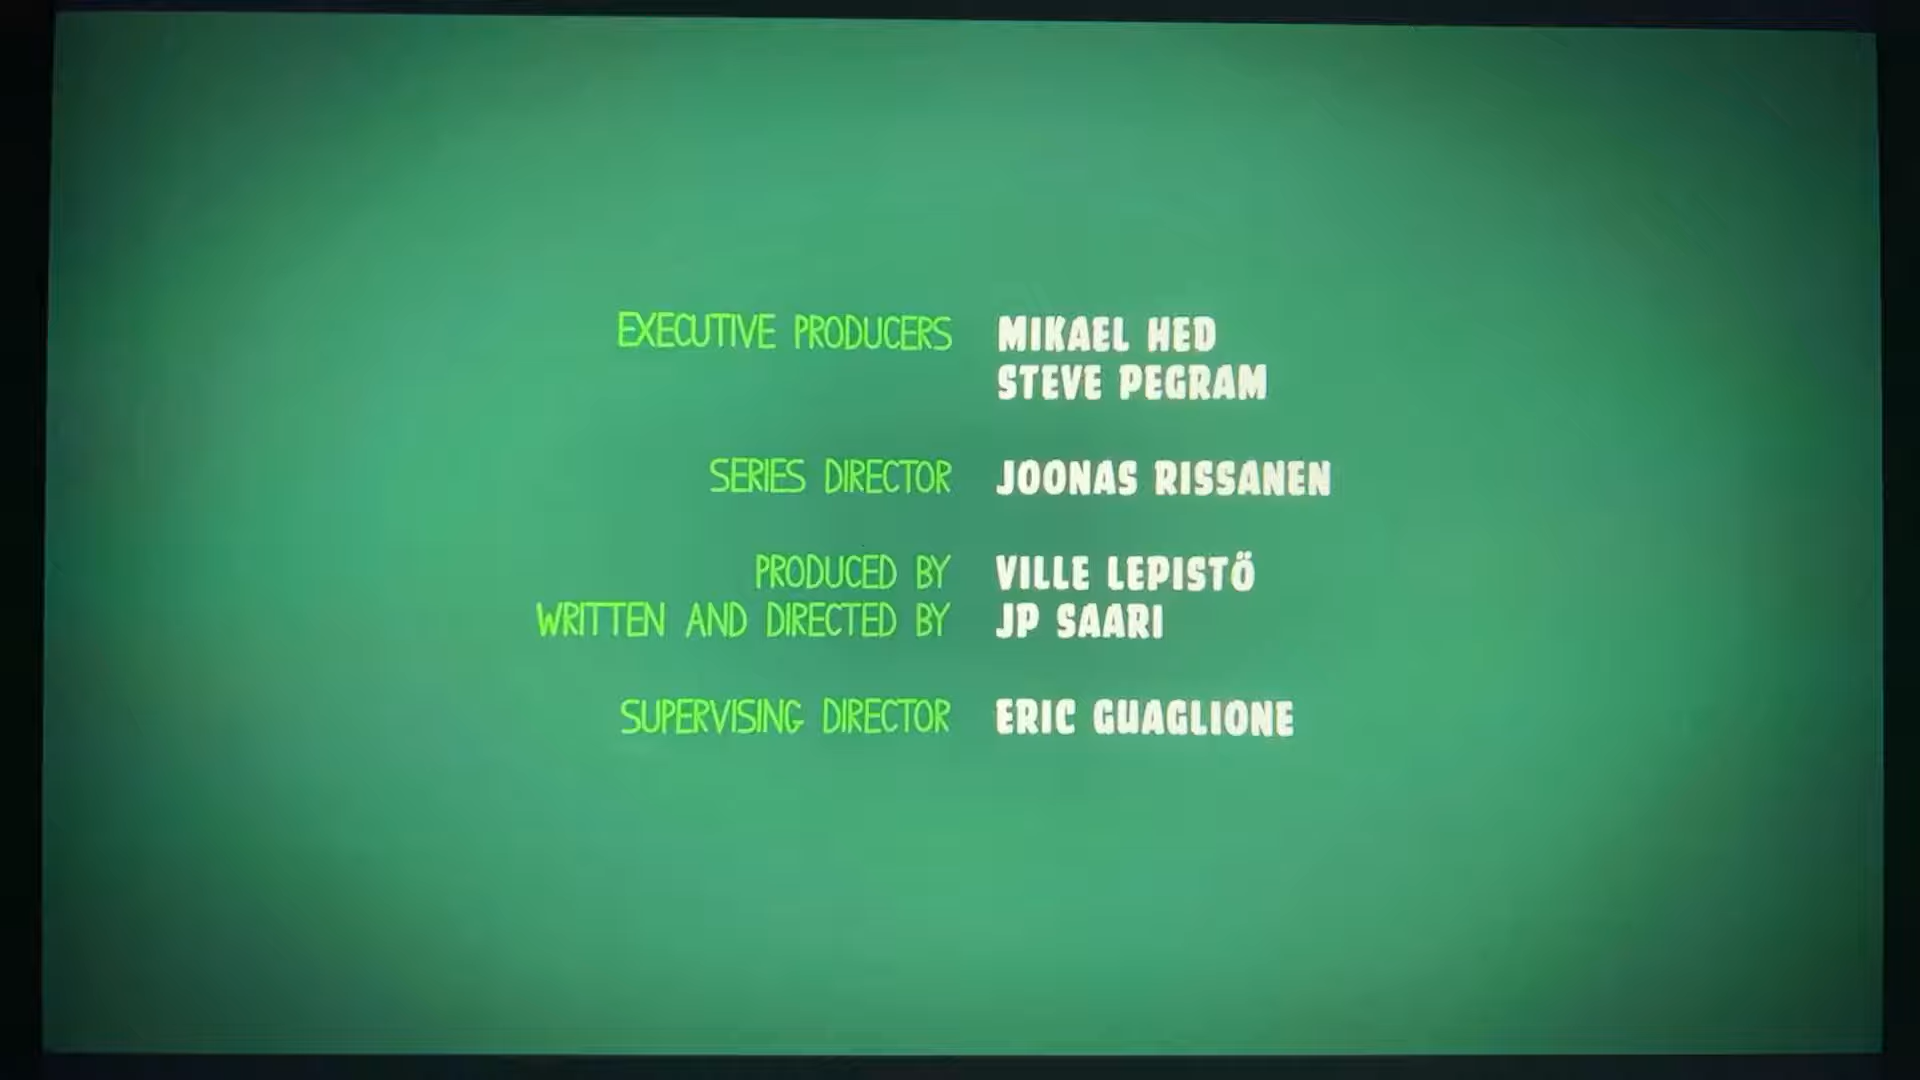 EXECUTIVE PRODUCERS MIKAEL HED
STEVE PEGRAM
SERIES DIRECTOR JOONAS RISSANEN
PRODUCED BY VILLE LEPISTÖ
WRITTEN AND DIRECTED BY JP SAARI
SUPERVISING DIRECTOR ERIC GUAGLIONE